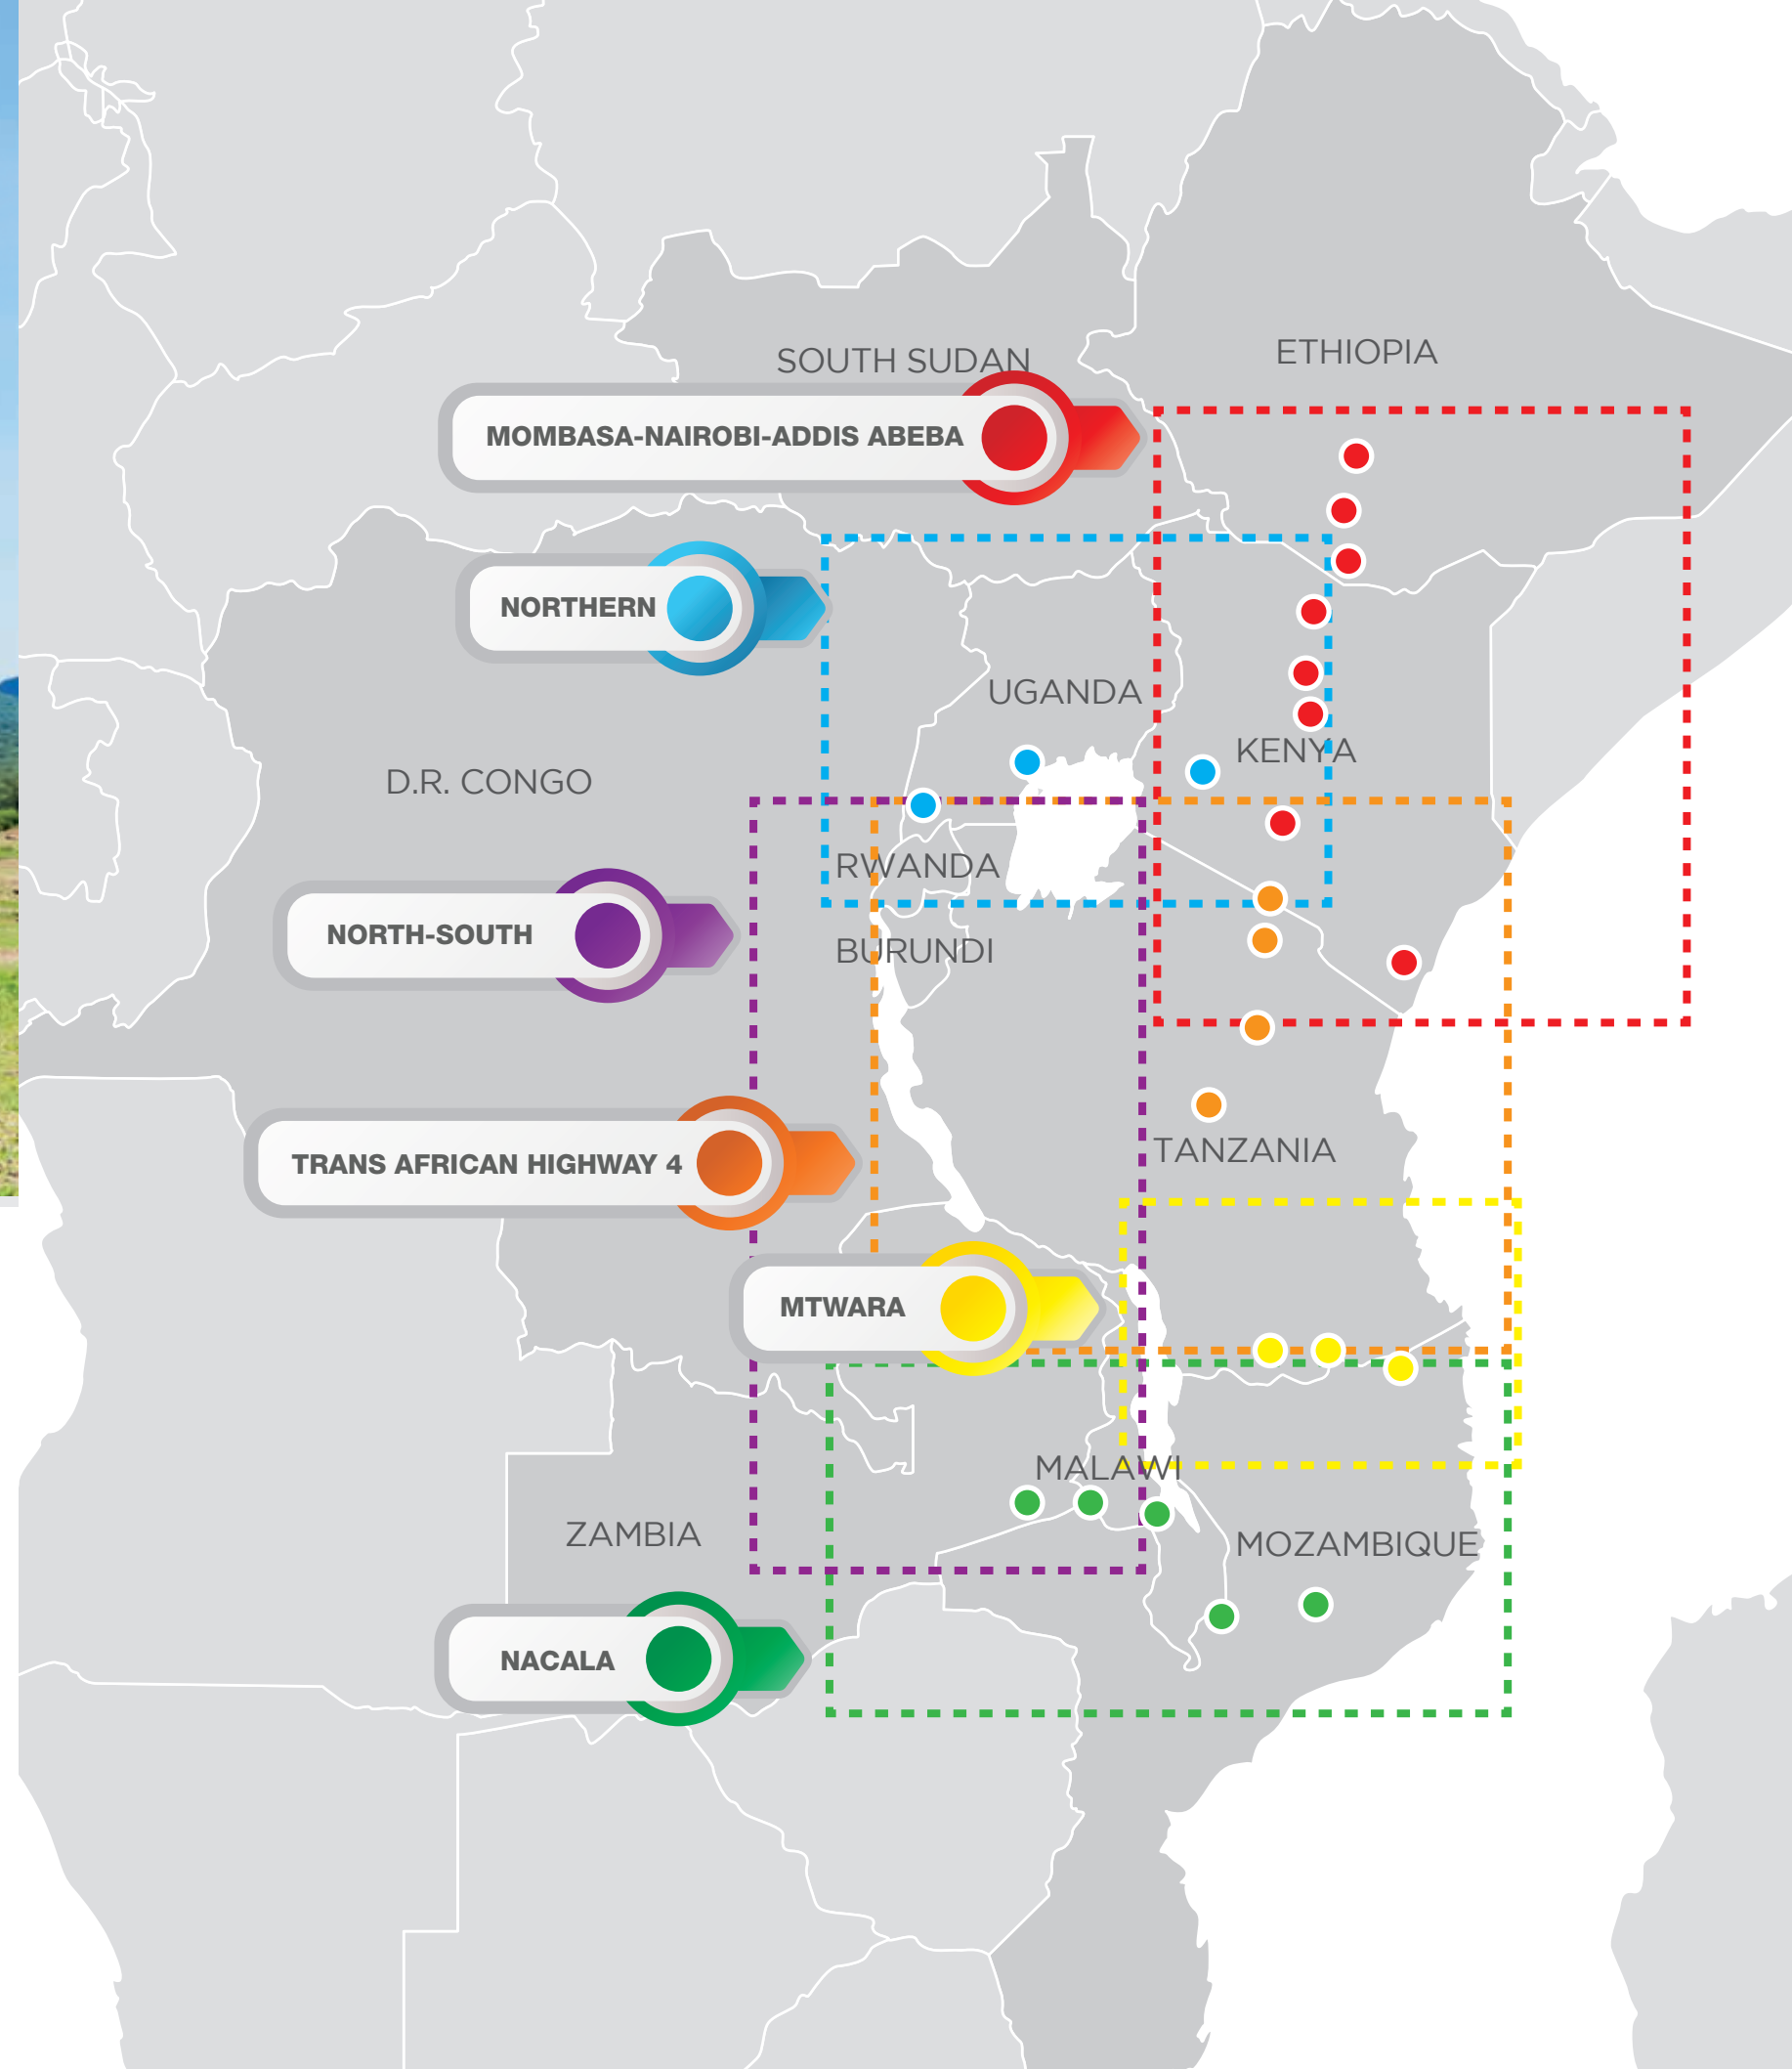 ETHIOPIA
SOUTH SUDAN
MOMBASA-NAIROBI-ADDIS ABEBA
NORTHERN
UGANDA
KENYA
D.R. CONGO
RWANDA
NORTH-SOUTH
BURUNDI
TANZANIA
TRANS AFRICAN HIGHWAY 4
MTWARA
MALAWI
ZAMBIA
MOZAMBIQUE
NACALA